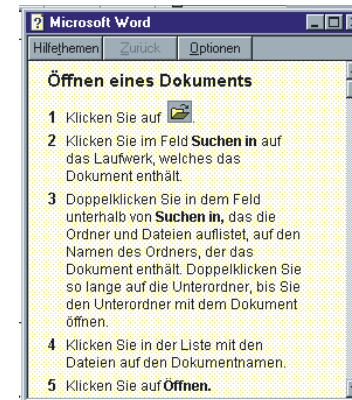 Microsoft Word
Hilfethemen Zurück Optionen
Öffnen eines Dokuments
1 Klicken Sie auf .
2 Klicken Sie im Feld Suchen in auf
das Laufwerk, welches das
Dokument enthält.
3 Doppelklicken Sie in dem Feld
unterhalb von Suchen in, das die
Ordner und Dateien auflistet, auf den
Namen des Ordners, der das
Dokument enthält. Doppelklicken Sie
so lange auf die Unterordner, bis Sie
den Unterordner mit dem Dokument
öffnen.
4 Klicken Sie in der Liste mit den
Dateien auf den Dokumentnamen.
5 Klicken Sie auf Öffnen.